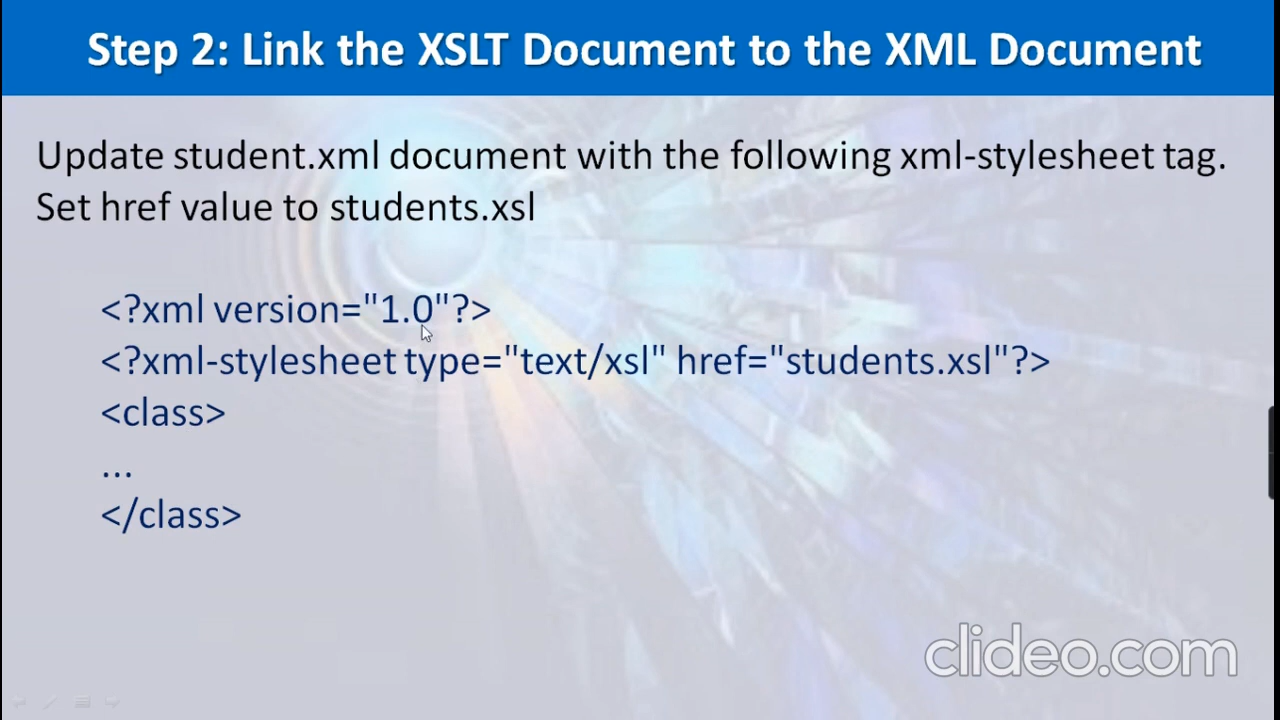 Step 2: Link the XSLT Document to the XML Document
Update student.xml document with the following xml-stylesheet tag.
Set href value to students.xsl
<?xml version="1.0"?>
<?xml-stylesheet type="text/xsl" href="students.xsl"?>
<class>
...
</class>
clideo.com